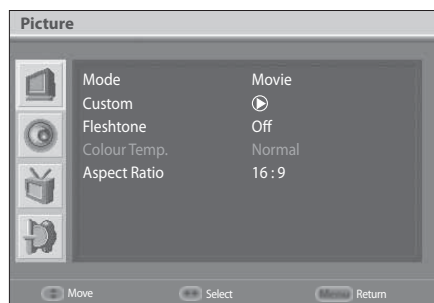 Picture
Mode Movie
Custom
Fleshtone Off
Colour Temp. Normal
Aspect Ratio 16 : 9
Move Select Menu Return